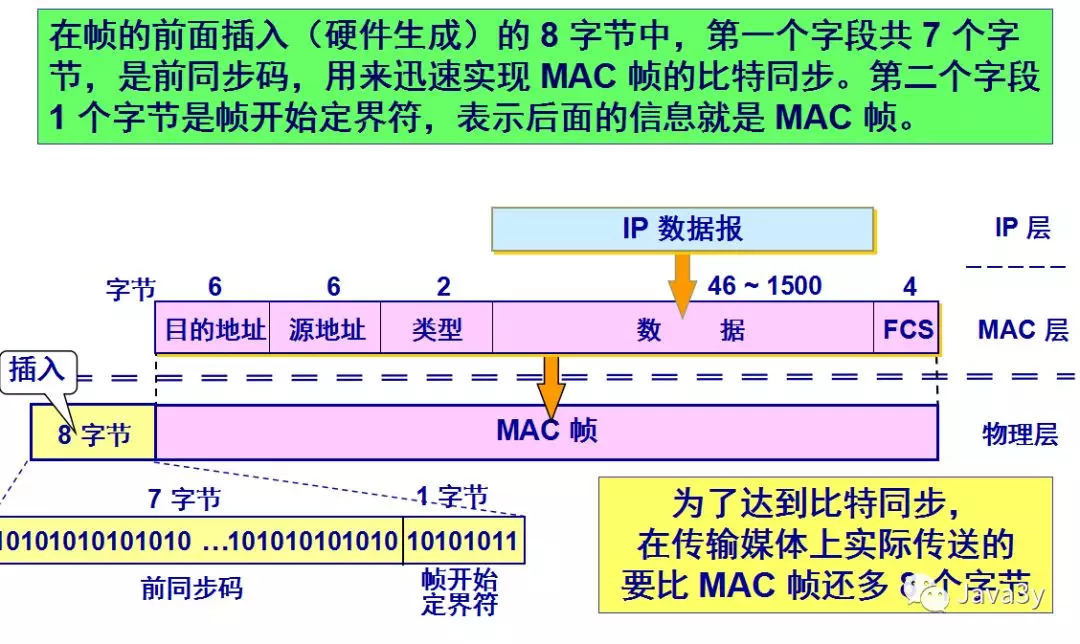 在帧的前面插入（硬件生成）的 8 字节中，第一个字段共 7 个字
节，是前同步码，用来迅速实现 MAC 帧的比特同步。第二个字段
1 个字节是帧开始定界符，表示后面的信息就是 MAC 帧。
IP 数据报
IP 层
字节
6
6
2
46 ~ 1500
4
目的地址
源地址
类型
数 据
FCS
MAC 层
插入
8 字节
MAC 帧
物理层
7 字节
1 字节
10101010101010 ...101010101010
10101011
前同步码
帧开始
定界符
为了达到比特同步，
在传输媒体上实际传送的
要比 MAC 帧还多 8 个字节
Java3y